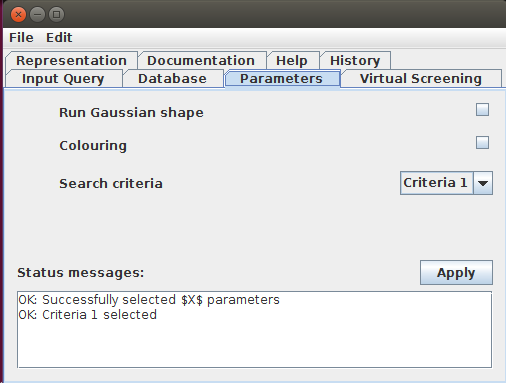 File Edit
Representation Documentation Help History
Input Query Database Parameters Virtual Screening
Run Gaussian shape
Colouring
Search criteria Criteria 1
Status messages: Apply
OK: Successfully selected $X$ parameters
OK: Criteria 1 selected